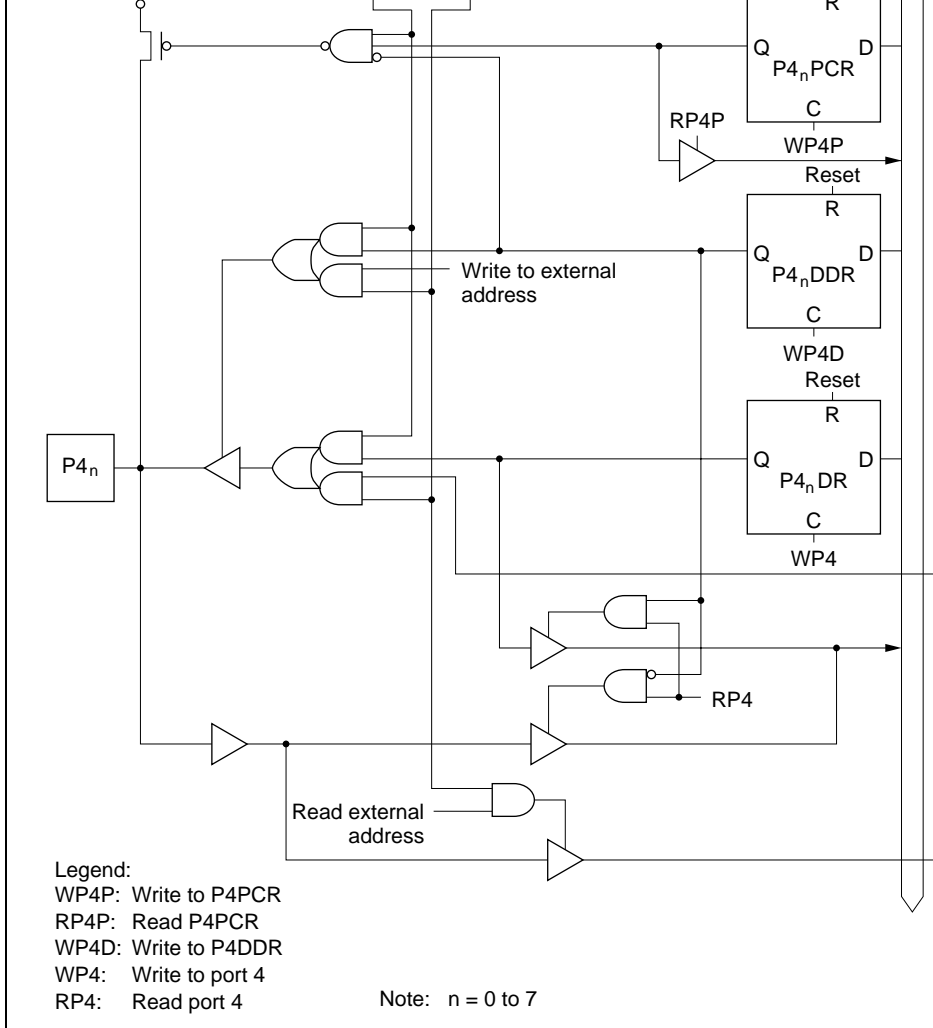 R
Q D
P4nPCR
C
RP4P
WP4P
Reset
R
Q D
P4nDDR
C
Write to external
address
WP4D
Reset
R
Q D
P4n DR
C
P4n
WP4
RP4
Read external
address
Legend:
WP4P: Write to P4PCR
RP4P: Read P4PCR
WP4D: Write to P4DDR
WP4: Write to port 4
RP4: Read port 4
Note: n = 0 to 7